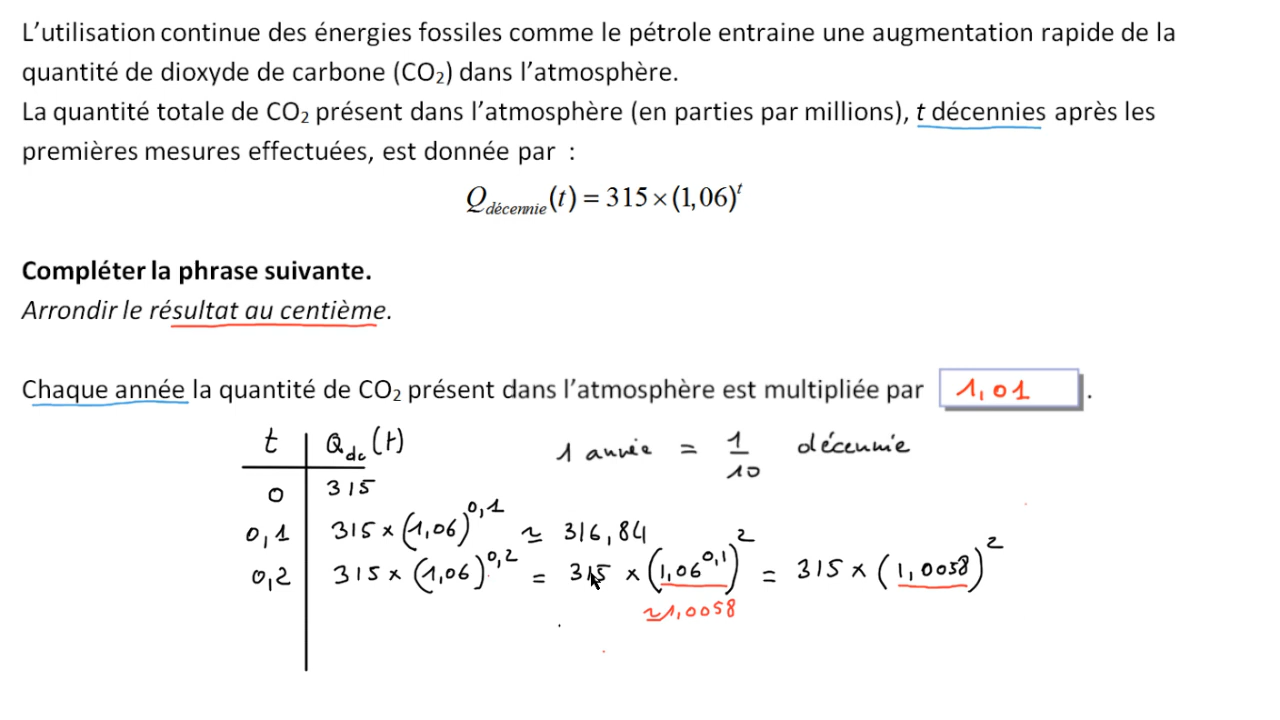 L'utilisation continue des énergies fossiles comme le pétrole entraine une augmentation rapide de la
quantité de dioxyde de carbone (CO₂) dans l'atmosphère.
La quantité totale de CO₂ présent dans l'atmosphère (en parties par millions), t décennies après les
premières mesures effectuées, est donnée par :
Q_décennie(t) = 315 × (1,06)^t
Compléter la phrase suivante.
Arrondir le résultat au centième.
Chaque année la quantité de CO₂ présent dans l'atmosphère est multipliée par 1,01 .
t | Q_dc(t)    1 année = 1/10 décennie
0 | 315
0,1 | 315 × (1,06)^0,1 ≃ 316,84
0,2 | 315 × (1,06)^0,2 = 315 × (1,06^0,1)^2 = 315 × (1,0058)^2
≃1,0058